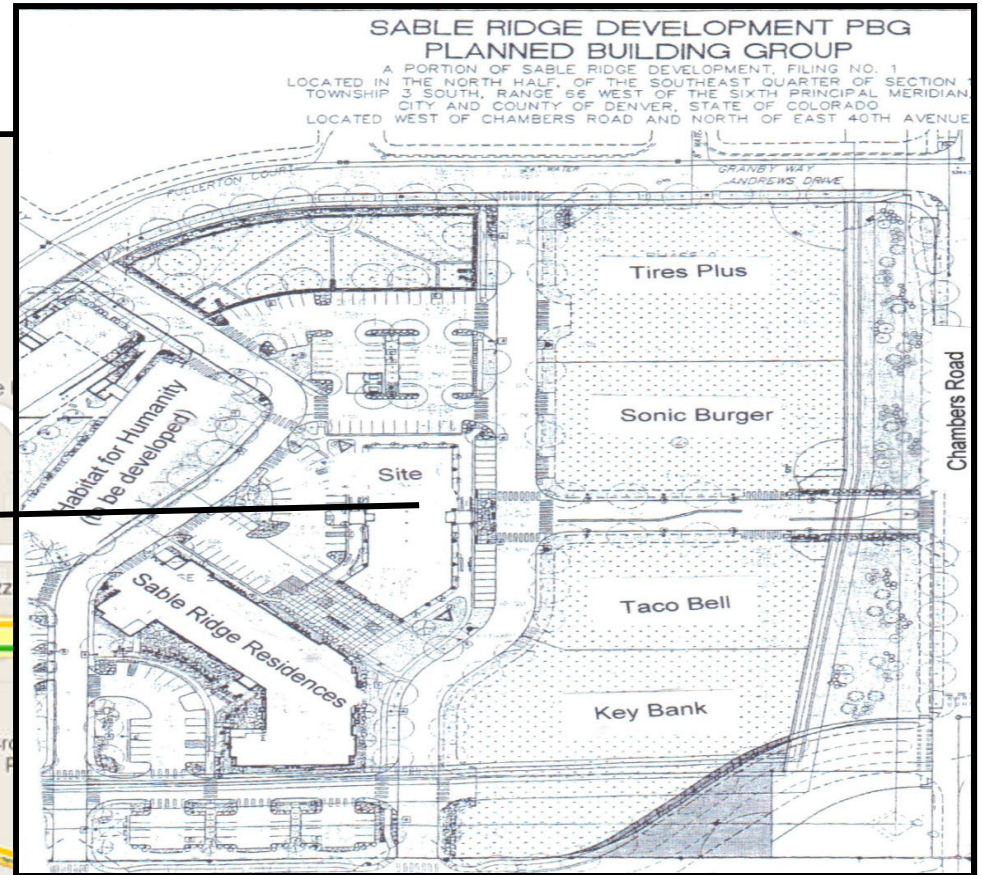 SABLE RIDGE DEVELOPMENT PBG
PLANNED BUILDING GROUP
A PORTION OF SABLE RIDGE DEVELOPMENT, FILING NO. 1
LOCATED IN THE NORTH HALF, OF THE SOUTHEAST QUARTER OF SECTION
TOWNSHIP 3 SOUTH, RANGE 66 WEST OF THE SIXTH PRINCIPAL MERIDIAN,
CITY AND COUNTY OF DENVER, STATE OF COLORADO
LOCATED WEST OF CHAMBERS ROAD AND NORTH OF EAST 40TH AVENUE
FULLERTON COURT
24" WATER
GRANBY WAY
ANDREWS DRIVE
Tires Plus
Chambers Road
Habitat for Humanity
be developed)
Sonic Burger
Site
Sable Ridge Residences
Taco Bell
Key Bank